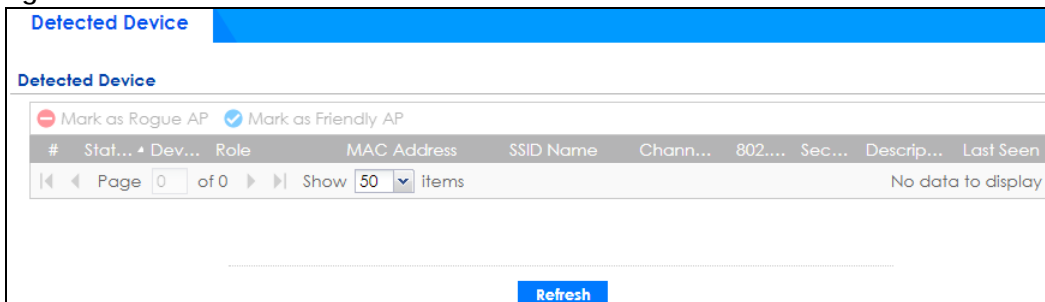 Detected Device
Detected Device
Mark as Rogue AP Mark as Friendly AP
# Stat... Dev... Role MAC Address SSID Name Chann... 802.... Sec... Descrip... Last Seen
Page 0 of 0 Show 50 items No data to display
Refresh